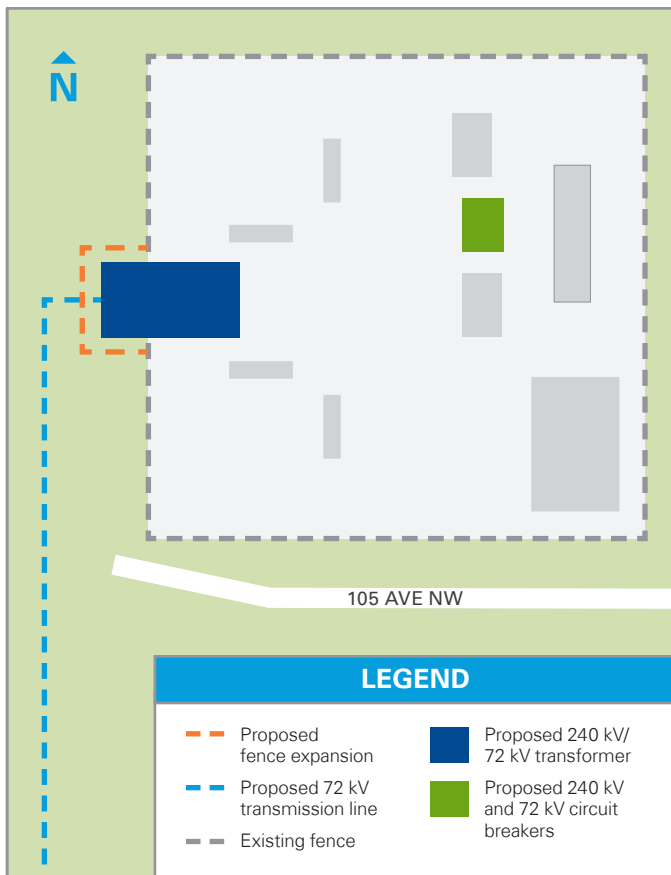 N
105 AVE NW
LEGEND
Proposed
fence expansion
Proposed 72 kV
transmission line
Existing fence
Proposed 240 kV/
72 kV transformer
Proposed 240 kV
and 72 kV circuit
breakers